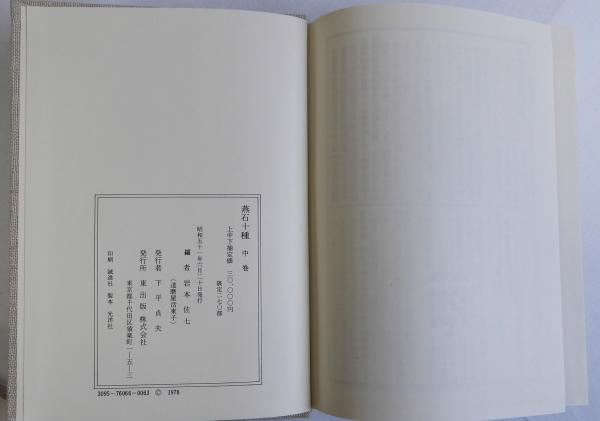 燕石十種 中巻
上中下揃定価 三〇、〇〇〇円
限定二七〇部
昭和五十一年六月二十日発行
編者 岩本佐七
(達磨屋活東子)
発行者 下平貞夫
発行所 東出版株式会社
東京都千代田区猿楽町一—五—三
印刷 誠進社 製本 光洋社
3095-76064-0063 © 1976